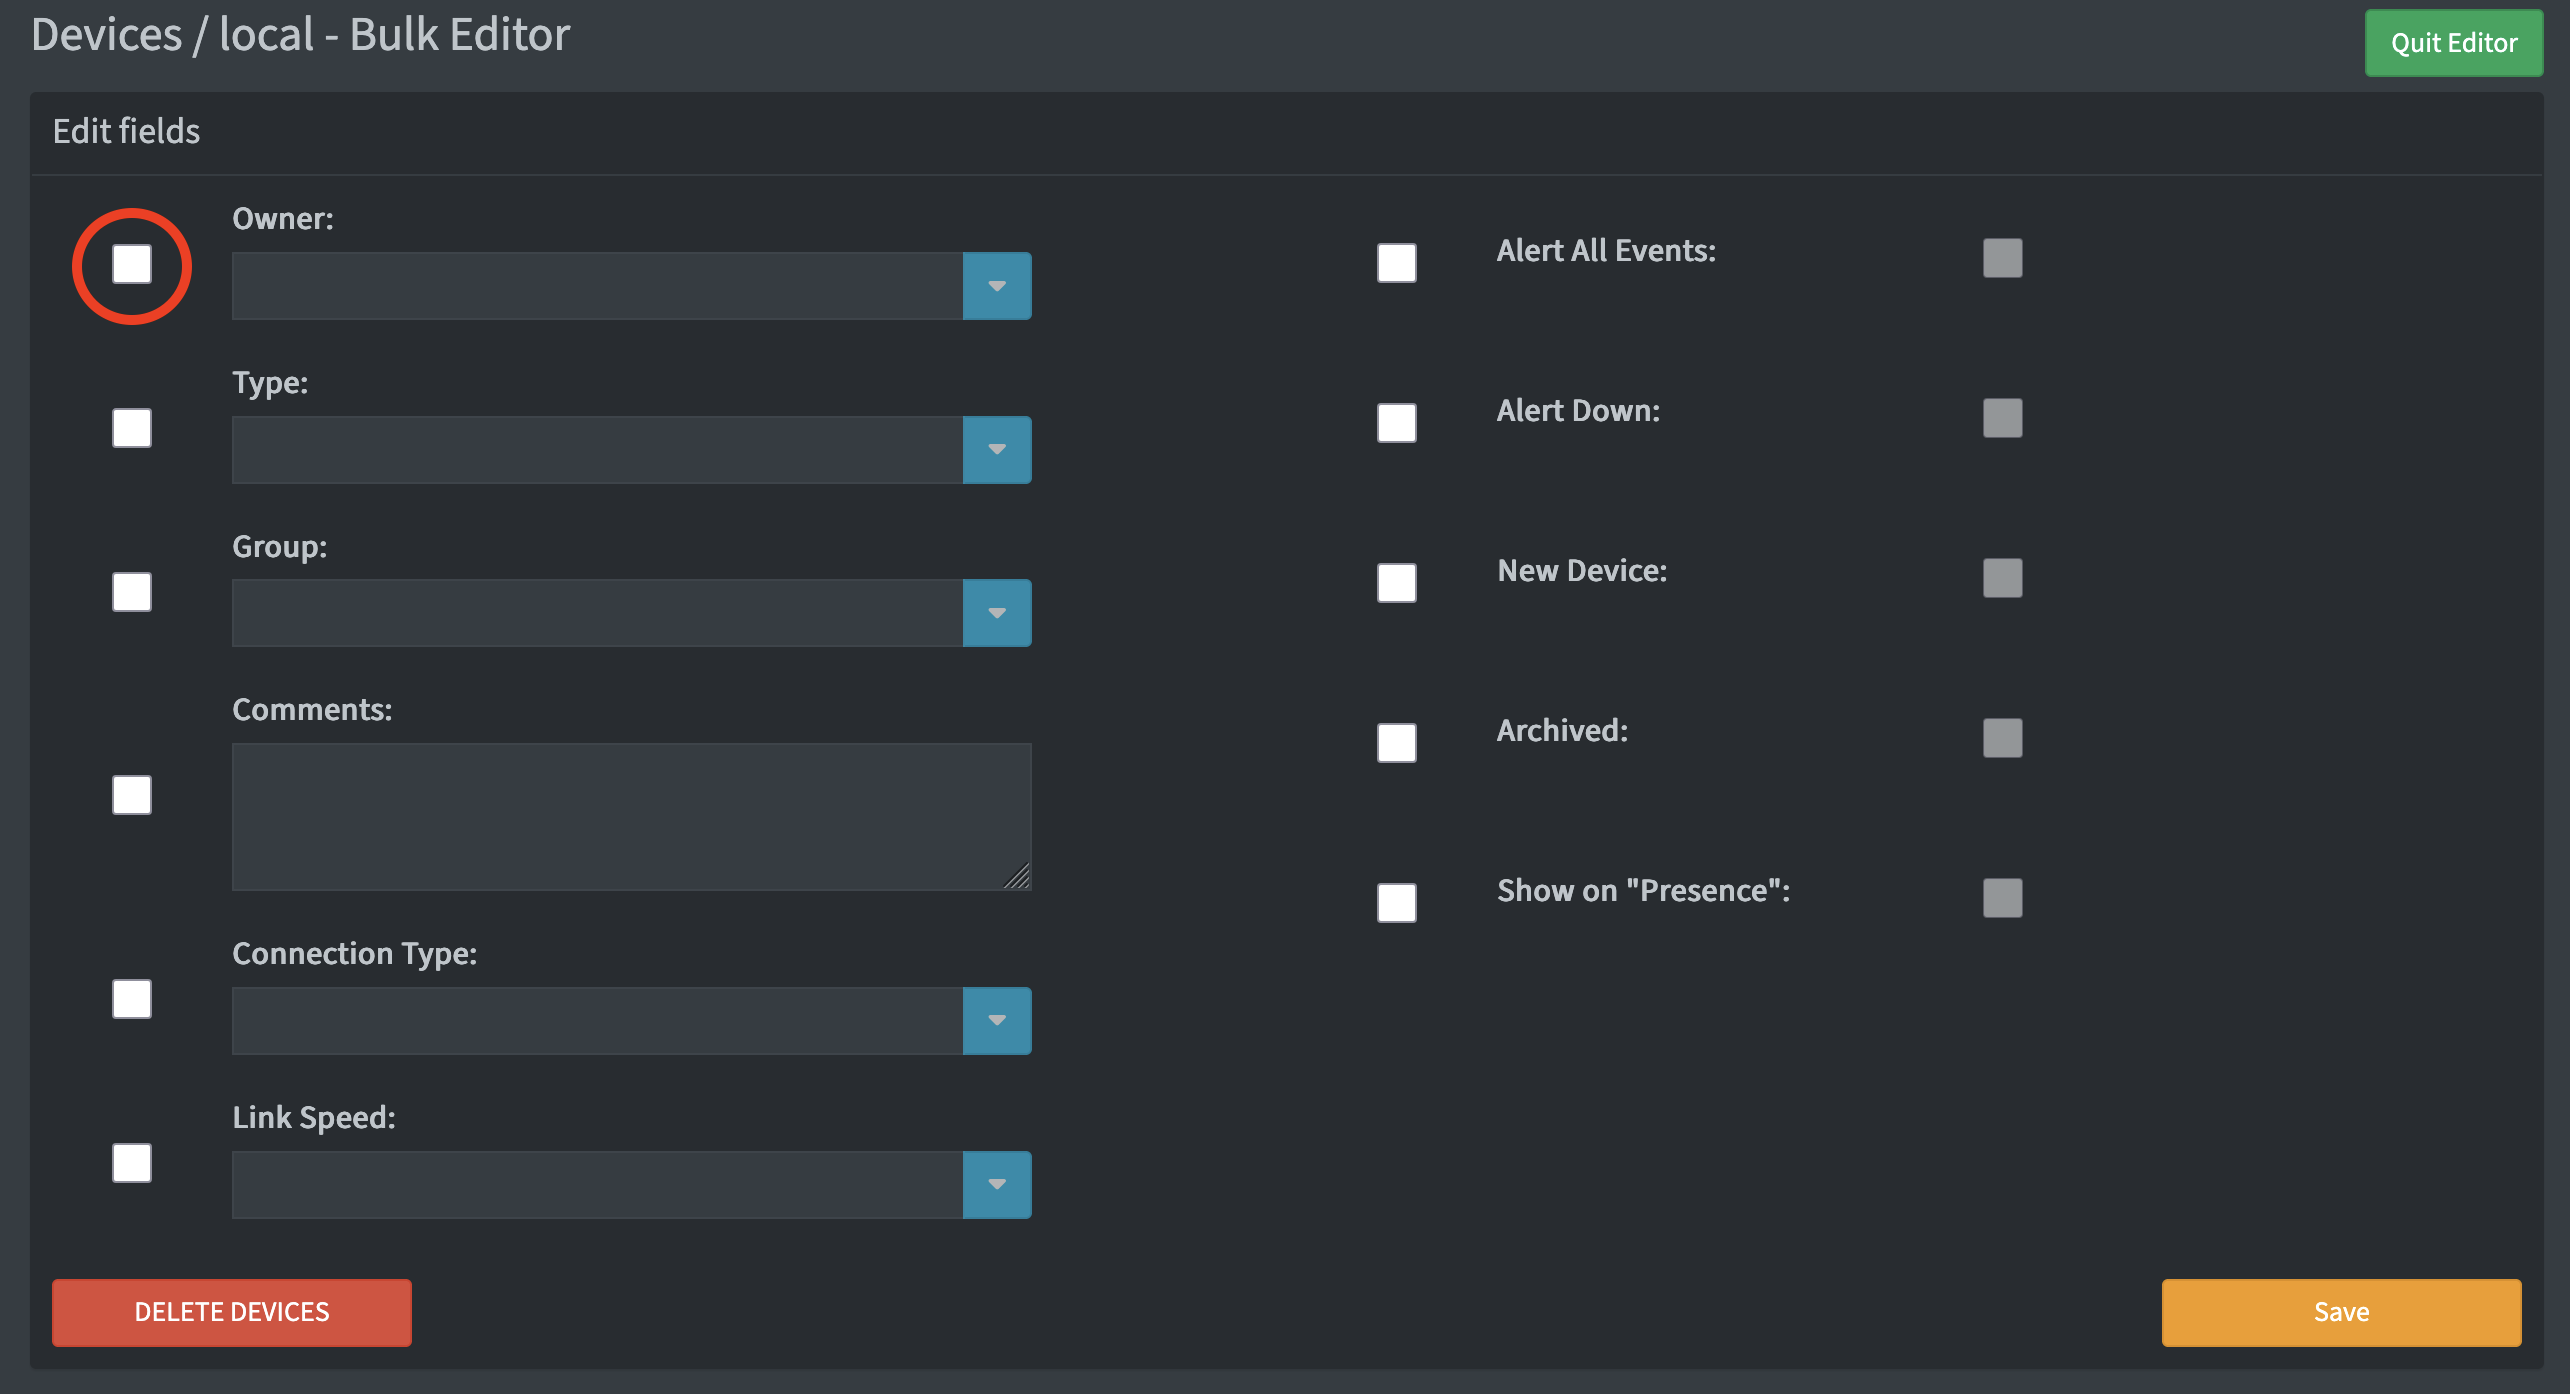 Devices / local - Bulk Editor
Quit Editor
Edit fields
Owner:
Type:
Group:
Comments:
Connection Type:
Link Speed:
Alert All Events:
Alert Down:
New Device:
Archived:
Show on "Presence":
DELETE DEVICES
Save